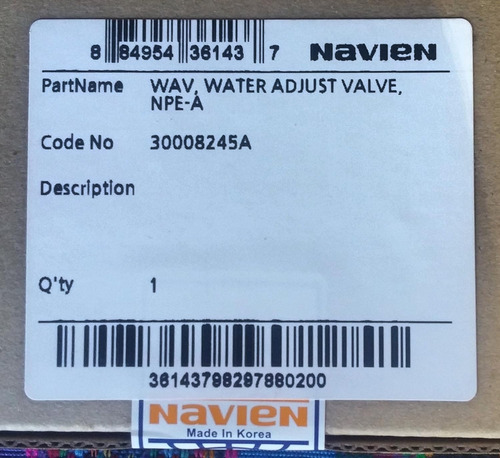 8 84954 36143 7 NAVIEN
PartName WAV, WATER ADJUST VALVE,
NPE-A
Code No 30008245A
Description
Q'ty 1
36143798297880200
NAVIEN
Made In Korea